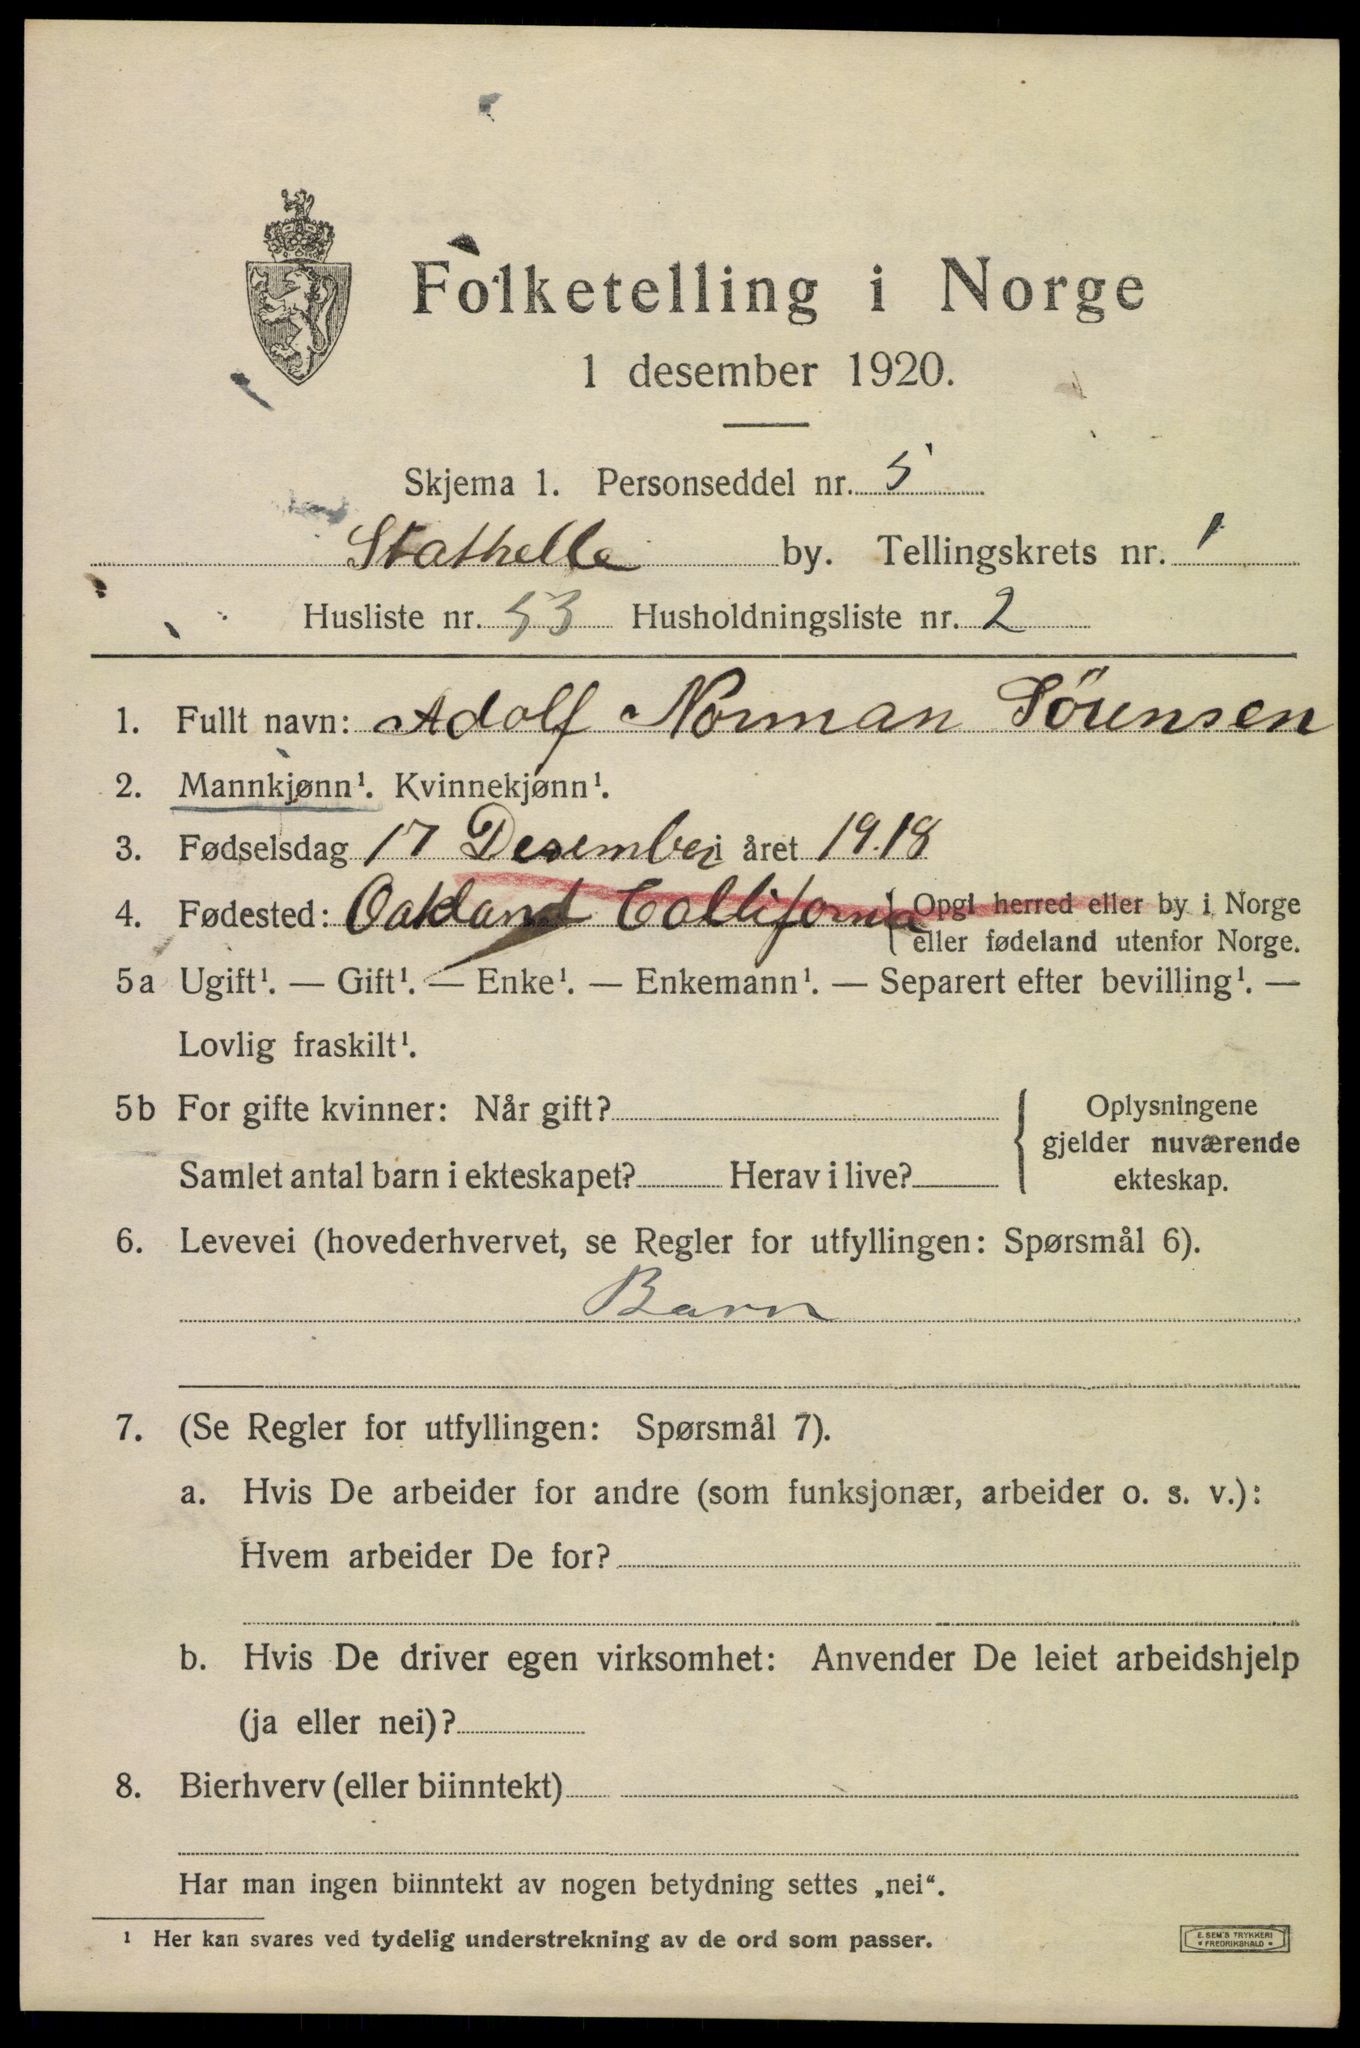 Folketelling i Norge
1 desember 1920.
Skjema 1. Personseddel nr. 5
Stathelle by. Tellingskrets nr. 1
Husliste nr. 53 Husholdningsliste nr. 2
1. Fullt navn: Adolf Norman Sörensen
2. Mannkjønn¹. Kvinnekjønn¹.
3. Fødselsdag 17 Desember i året 1918
4. Fødested: Oakland Calliforna { Opgi herred eller by i Norge
eller fødeland utenfor Norge.
5a Ugift¹. — Gift¹. — Enke¹. — Enkemann¹. — Separert efter bevilling¹. —
Lovlig fraskilt¹.
5b For gifte kvinner: Når gift? { Oplysningene
gjelder nuværende
Samlet antal barn i ekteskapet? Herav i live? ekteskap.
6. Levevei (hovederhvervet, se Regler for utfyllingen: Spørsmål 6).
Barn
7. (Se Regler for utfyllingen: Spørsmål 7).
a. Hvis De arbeider for andre (som funksjonær, arbeider o. s. v.):
Hvem arbeider De for?
b. Hvis De driver egen virksomhet: Anvender De leiet arbeidshjelp
(ja eller nei)?
8. Bierhverv (eller biinntekt)
Har man ingen biinntekt av nogen betydning settes „nei“.
¹ Her kan svares ved tydelig understrekning av de ord som passer.
E. SEM'S TRYKKERI
FREDRIKSHALD